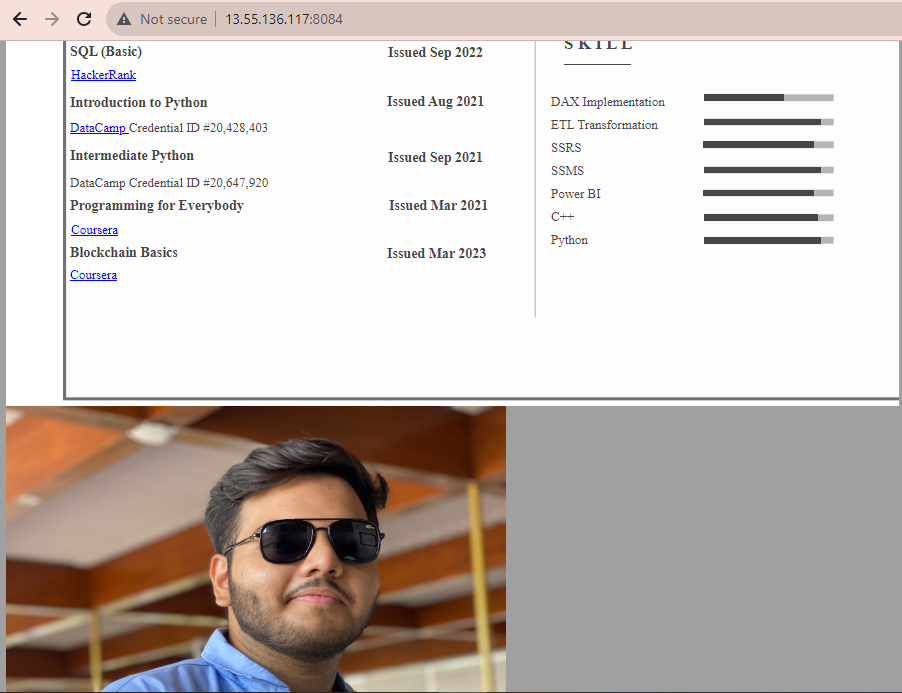 Not secure
13.55.136.117:8084
SQL (Basic)
Issued Sep 2022
HackerRank
Introduction to Python
Issued Aug 2021
DataCamp Credential ID #20,428,403
Intermediate Python
Issued Sep 2021
DataCamp Credential ID #20,647,920
Programming for Everybody
Issued Mar 2021
Coursera
Blockchain Basics
Issued Mar 2023
Coursera
SKILL
DAX Implementation
ETL Transformation
SSRS
SSMS
Power BI
C++
Python